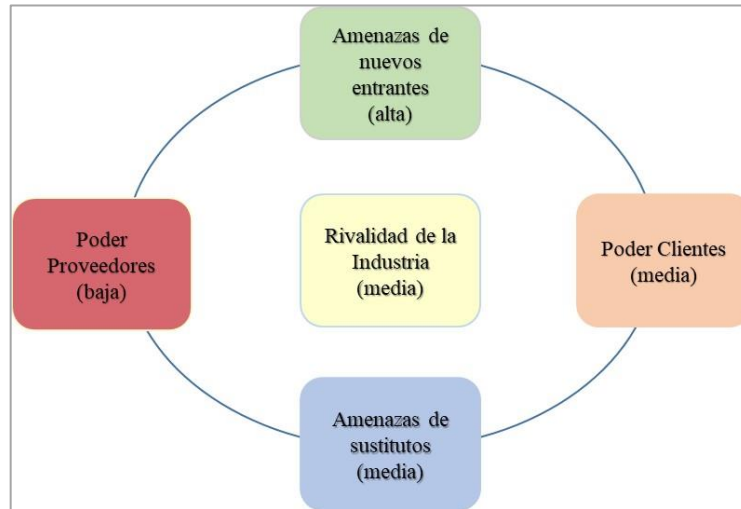 Amenazas de
nuevos
entrantes
(alta)
Poder
Proveedores
(baja)
Rivalidad de la
Industria
(media)
Poder Clientes
(media)
Amenazas de
sustitutos
(media)